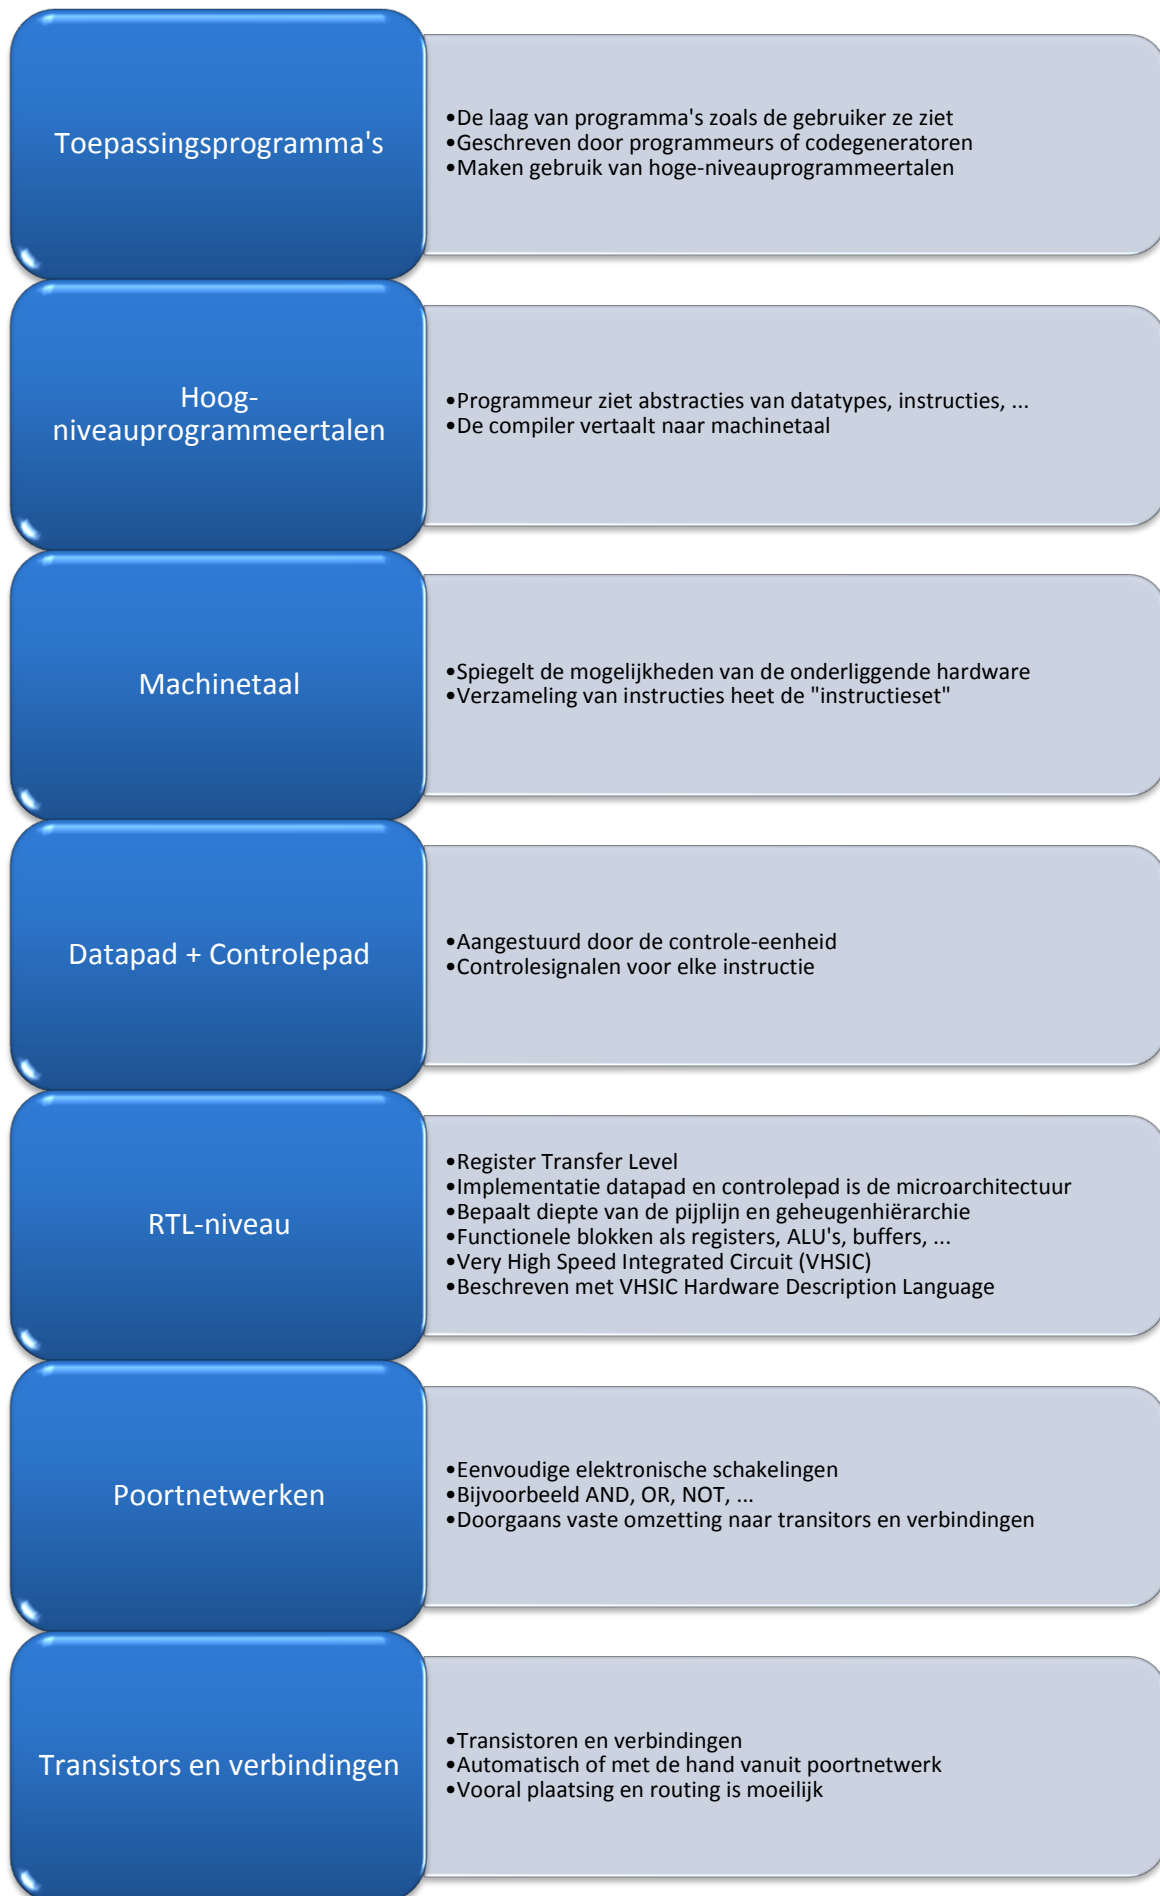 Toepassingsprogramma's
•De laag van programma's zoals de gebruiker ze ziet
•Geschreven door programmeurs of codegeneratoren
•Maken gebruik van hoge-niveauprogrammeertalen
Hoog-
niveauprogrammeertalen
•Programmeur ziet abstracties van datatypes, instructies, ...
•De compiler vertaalt naar machinetaal
Machinetaal
•Spiegelt de mogelijkheden van de onderliggende hardware
•Verzameling van instructies heet de "instructieset"
Datapad + Controlepad
•Aangestuurd door de controle-eenheid
•Controlesignalen voor elke instructie
RTL-niveau
•Register Transfer Level
•Implementatie datapad en controlepad is de microarchitectuur
•Bepaalt diepte van de pijplijn en geheugenhiërarchie
•Functionele blokken als registers, ALU's, buffers, ...
•Very High Speed Integrated Circuit (VHSIC)
•Beschreven met VHSIC Hardware Description Language
Poortnetwerken
•Eenvoudige elektronische schakelingen
•Bijvoorbeeld AND, OR, NOT, ...
•Doorgaans vaste omzetting naar transitors en verbindingen
Transistors en verbindingen
•Transistoren en verbindingen
•Automatisch of met de hand vanuit poortnetwerk
•Vooral plaatsing en routing is moeilijk